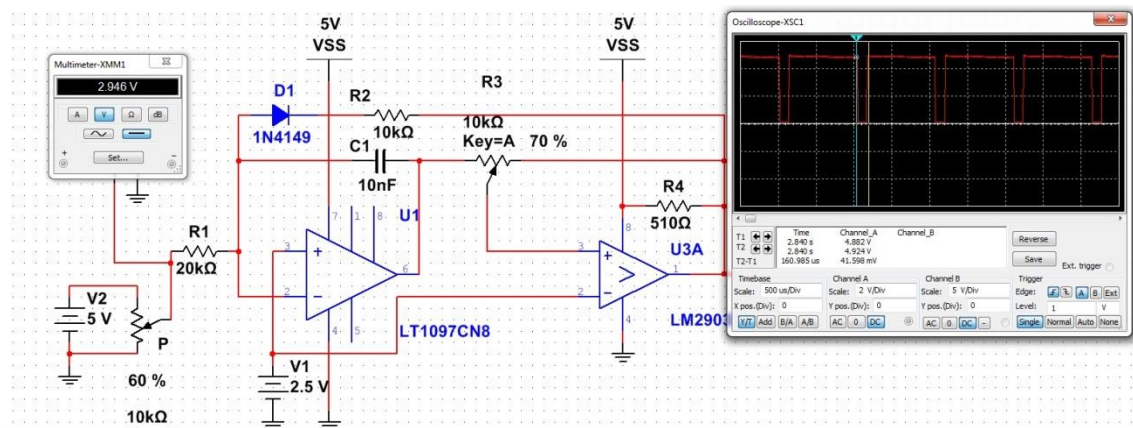 Multimeter-XMM1
2.946 V
A
V
Ω
dB
+
Set...
-
5V
VSS
D1
1N4149
R2
10kΩ
C1
10nF
R3
10kΩ
Key=A 70 %
5V
VSS
R4
510Ω
U1
7
1
8
3
+
2
-
6
4
5
LT1097CN8
R1
20kΩ
V2
5 V
P
60 %
10kΩ
V1
2.5 V
8
U3A
3
+
>
1
2
-
4
LM2903
Oscilloscope-XSC1
Time Channel_A Channel_B
T1 2.840 s 4.882 V
T2 2.840 s 4.924 V
T2-T1 160.985 us 41.598 mV
Reverse
Save
Ext. trigger
Timebase
Scale: 500 us/Div
X pos.(Div): 0
Y/T Add B/A A/B
Channel A
Scale: 2 V/Div
Y pos.(Div): 0
AC 0 DC
Channel B
Scale: 5 V/Div
Y pos.(Div): 0
AC 0 DC -
Trigger
Edge: A B Ext
Level: 1 V
Single Normal Auto None